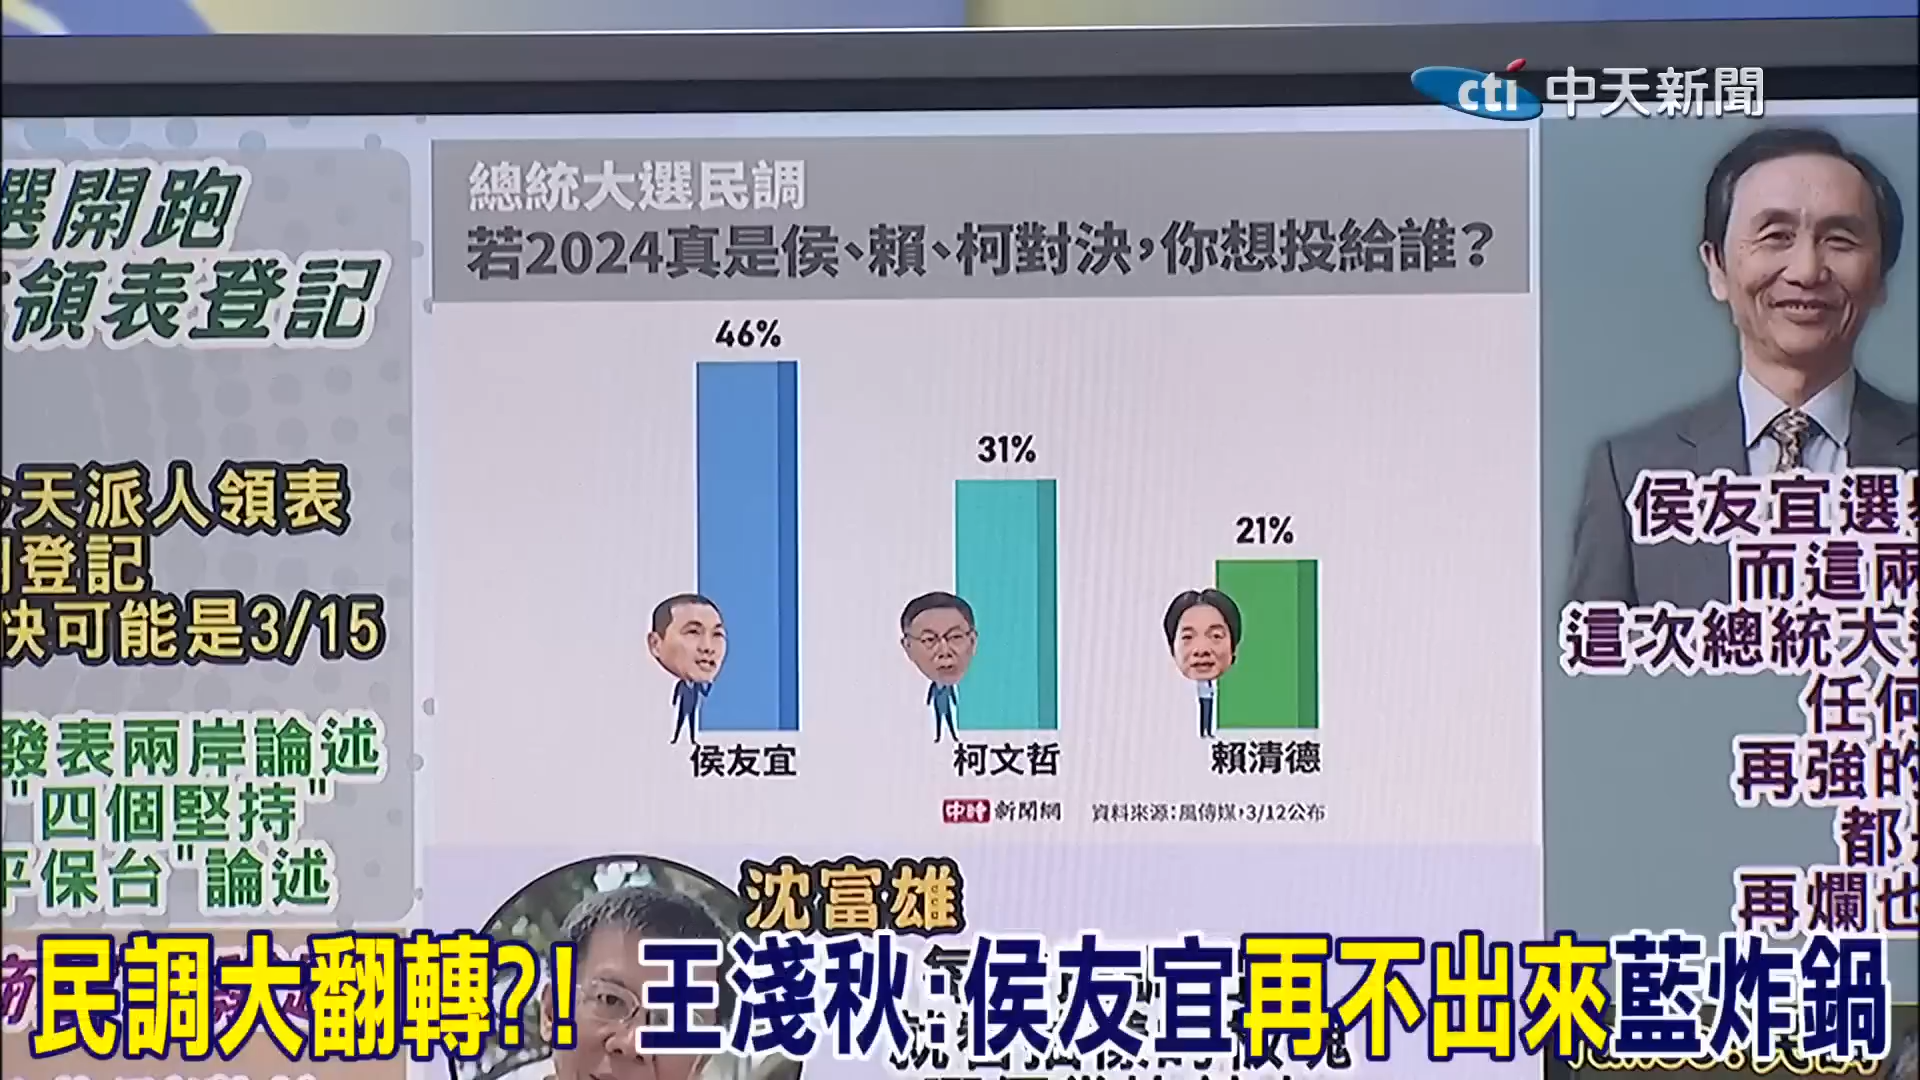 cti 中天新聞
選開跑
領表登記
今天派人領表
登記
快可能是3/15
發表兩岸論述
"四個堅持"
平保台"論述
總統大選民調
若2024真是侯、賴、柯對決,你想投給誰?
46%
31%
21%
侯友宜
柯文哲
賴清德
中時新聞網
資料來源:風傳媒,3/12公布
沈富雄
侯友宜選
而這兩
這次總統大選
任何
再強的
都
再爛也
民調大翻轉?! 王淺秋:侯友宜再不出來藍炸鍋